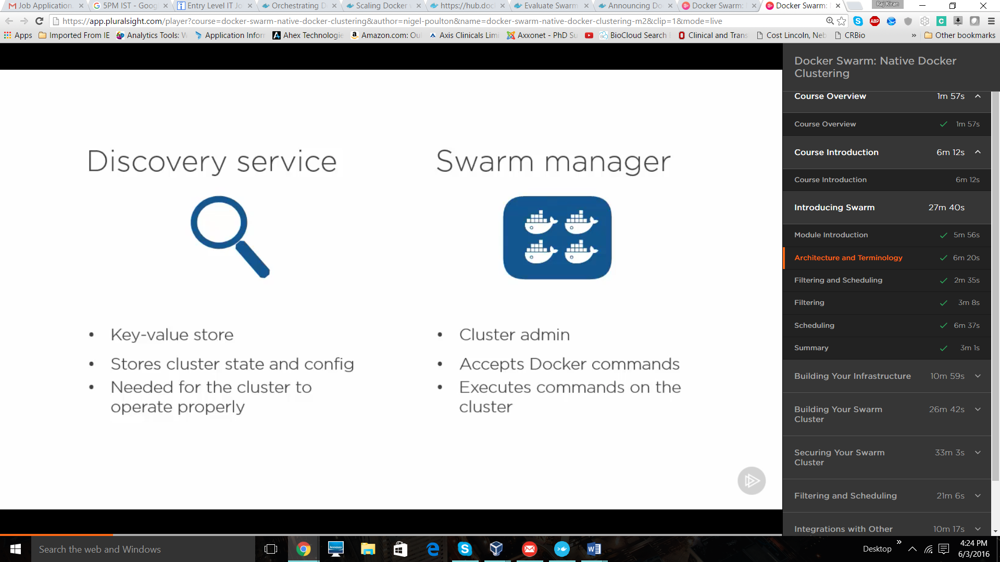 Job Application
5PM IST - Goog
Entry Level IT Jo
Orchestrating D
Scaling Docker
https://hub.doc
Evaluate Swarm
Announcing Do
Docker Swarm:
Docker Swarm:
Raj Kiran
https://app.pluralsight.com/player?course=docker-swarm-native-docker-clustering&author=nigel-poulton&name=docker-swarm-native-docker-clustering-m2&clip=1&mode=live
ABP
Apps
Imported From IE
Analytics Tools: W
Application Infor
Ahex Technologie
Amazon.com: Ou
Axis Clinicals Limi
Axxonet - PhD Su
BioCloud Search
Clinical and Trans
Cost Lincoln, Neb
CRBio
»
Other bookmarks
Discovery service
Swarm manager
• Key-value store
• Stores cluster state and config
• Needed for the cluster to
operate properly
• Cluster admin
• Accepts Docker commands
• Executes commands on the
cluster
Docker Swarm: Native Docker
Clustering
Course Overview 1m 57s
Course Overview 1m 57s
Course Introduction 6m 12s
Course Introduction 6m 12s
Introducing Swarm 27m 40s
Module Introduction 5m 56s
Architecture and Terminology 6m 20s
Filtering and Scheduling 2m 35s
Filtering 3m 8s
Scheduling 6m 37s
Summary 3m 1s
Building Your Infrastructure 10m 59s
Building Your Swarm 26m 42s
Cluster
Securing Your Swarm 33m 3s
Cluster
Filtering and Scheduling 21m 6s
Integrations with Other 10m 17s
Search the web and Windows
Desktop
»
4:24 PM
6/3/2016